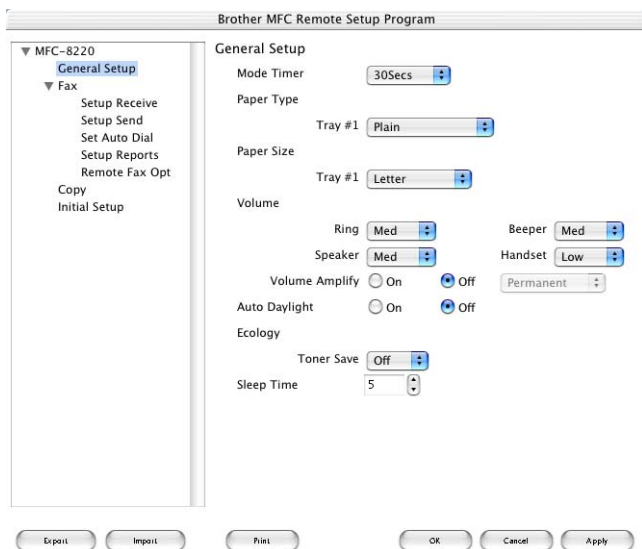 Brother MFC Remote Setup Program
MFC-8220
General Setup
Fax
Setup Receive
Setup Send
Set Auto Dial
Setup Reports
Remote Fax Opt
Copy
Initial Setup
General Setup
Mode Timer 30Secs
Paper Type
Tray #1 Plain
Paper Size
Tray #1 Letter
Volume
Ring Med Beeper Med
Speaker Med Handset Low
Volume Amplify On Off Permanent
Auto Daylight On Off
Ecology
Toner Save Off
Sleep Time 5
Export Import Print OK Cancel Apply